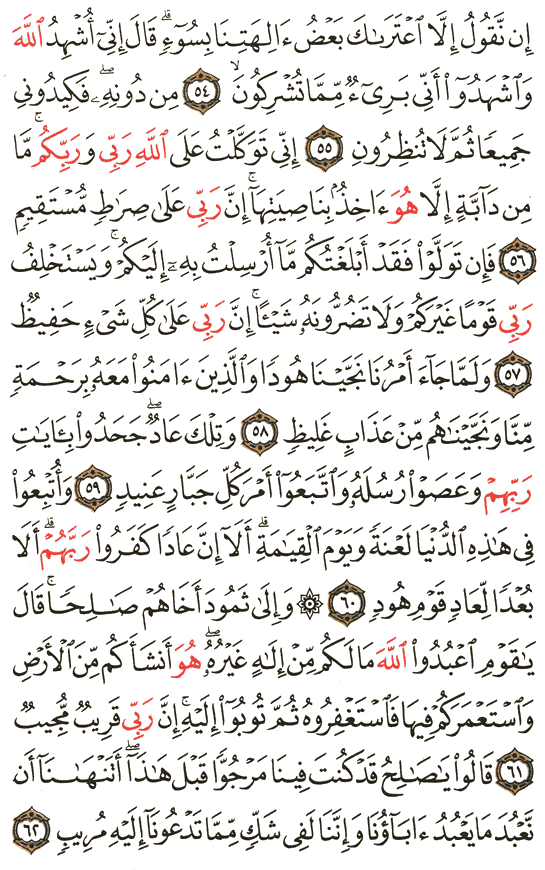 إِن نَّقُولُ إِلَّا ٱعْتَرَىٰكَ بَعْضُ ءَالِهَتِنَا بِسُوٓءٍۗ قَالَ إِنِّىٓ أُشْهِدُ ٱللَّهَ
وَٱشْهَدُوٓا۟ أَنِّى بَرِىٓءٌ مِّمَّا تُشْرِكُونَۙ ٥٤ مِن دُونِهِۦۖ فَكِيدُونِى
جَمِيعًا ثُمَّ لَا تُنظِرُونِ ٥٥ إِنِّى تَوَكَّلْتُ عَلَى ٱللَّهِ رَبِّى وَرَبِّكُمۚ مَّا
مِن دَآبَّةٍ إِلَّا هُوَ ءَاخِذٌۢ بِنَاصِيَتِهَآۚ إِنَّ رَبِّى عَلَىٰ صِرَٰطٍ مُّسْتَقِيمٍ
٥٦ فَإِن تَوَلَّوْا۟ فَقَدْ أَبْلَغْتُكُم مَّآ أُرْسِلْتُ بِهِۦٓ إِلَيْكُمْۚ وَيَسْتَخْلِفُ
رَبِّى قَوْمًا غَيْرَكُمْ وَلَا تَضُرُّونَهُۥ شَيْـًٔاۚ إِنَّ رَبِّى عَلَىٰ كُلِّ شَىْءٍ حَفِيظٌ
٥٧ وَلَمَّا جَآءَ أَمْرُنَا نَجَّيْنَا هُودًا وَٱلَّذِينَ ءَامَنُوا۟ مَعَهُۥ بِرَحْمَةٍ
مِّنَّا وَنَجَّيْنَٰهُم مِّنْ عَذَابٍ غَلِيظٍ ٥٨ وَتِلْكَ عَادٌۖ جَحَدُوا۟ بِـَٔايَٰتِ
رَبِّهِمْ وَعَصَوْا۟ رُسُلَهُۥ وَٱتَّبَعُوٓا۟ أَمْرَ كُلِّ جَبَّارٍ عَنِيدٍ ٥٩ وَأُتْبِعُوا۟
فِى هَٰذِهِ ٱلدُّنْيَا لَعْنَةً وَيَوْمَ ٱلْقِيَٰمَةِۗ أَلَآ إِنَّ عَادًا كَفَرُوا۟ رَبَّهُمْۗ أَلَا
بُعْدًا لِّعَادٍ قَوْمِ هُودٍ ٦٠ ۞ وَإِلَىٰ ثَمُودَ أَخَاهُمْ صَٰلِحًاۚ قَالَ
يَٰقَوْمِ ٱعْبُدُوا۟ ٱللَّهَ مَا لَكُم مِّنْ إِلَٰهٍ غَيْرُهُۥۖ هُوَ أَنشَأَكُم مِّنَ ٱلْأَرْضِ
وَٱسْتَعْمَرَكُمْ فِيهَا فَٱسْتَغْفِرُوهُ ثُمَّ تُوبُوٓا۟ إِلَيْهِۚ إِنَّ رَبِّى قَرِيبٌ مُّجِيبٌ
٦١ قَالُوا۟ يَٰصَٰلِحُ قَدْ كُنتَ فِينَا مَرْجُوًّا قَبْلَ هَٰذَآۖ أَتَنْهَىٰنَآ أَن
نَّعْبُدَ مَا يَعْبُدُ ءَابَآؤُنَا وَإِنَّنَا لَفِى شَكٍّ مِّمَّا تَدْعُونَآ إِلَيْهِ مُرِيبٍ ٦٢